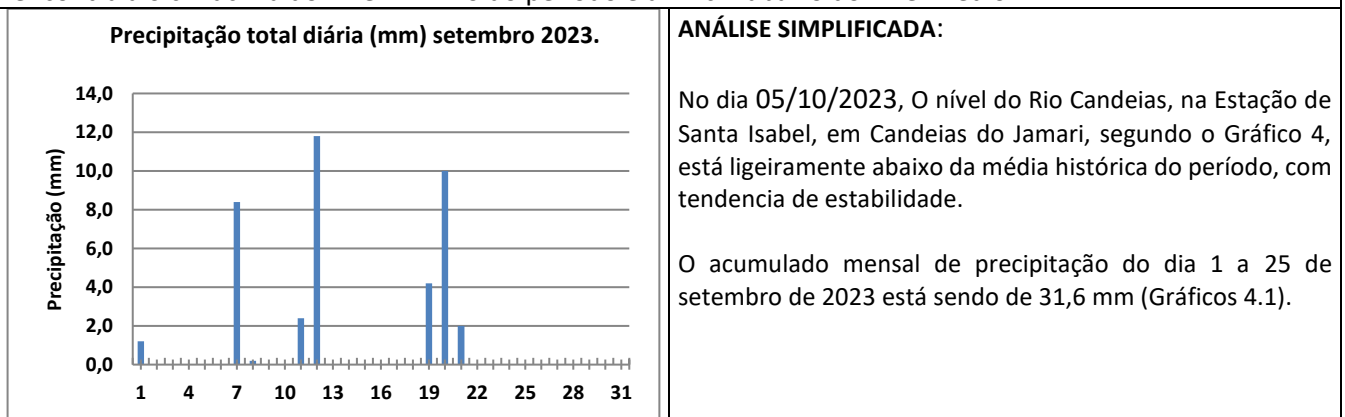 Precipitação total diária (mm) setembro 2023.
Precipitação (mm)
14,0
12,0
10,0
8,0
6,0
4,0
2,0
0,0
1 4 7 10 13 16 19 22 25 28 31
ANÁLISE SIMPLIFICADA:
No dia 05/10/2023, O nível do Rio Candeias, na Estação de
Santa Isabel, em Candeias do Jamari, segundo o Gráfico 4,
está ligeiramente abaixo da média histórica do período, com
tendencia de estabilidade.
O acumulado mensal de precipitação do dia 1 a 25 de
setembro de 2023 está sendo de 31,6 mm (Gráficos 4.1).